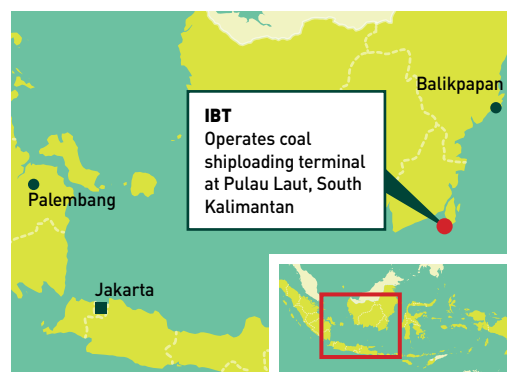 Balikpapan
IBT
Operates coal
shiploading terminal
at Pulau Laut, South
Kalimantan
Palembang
Jakarta